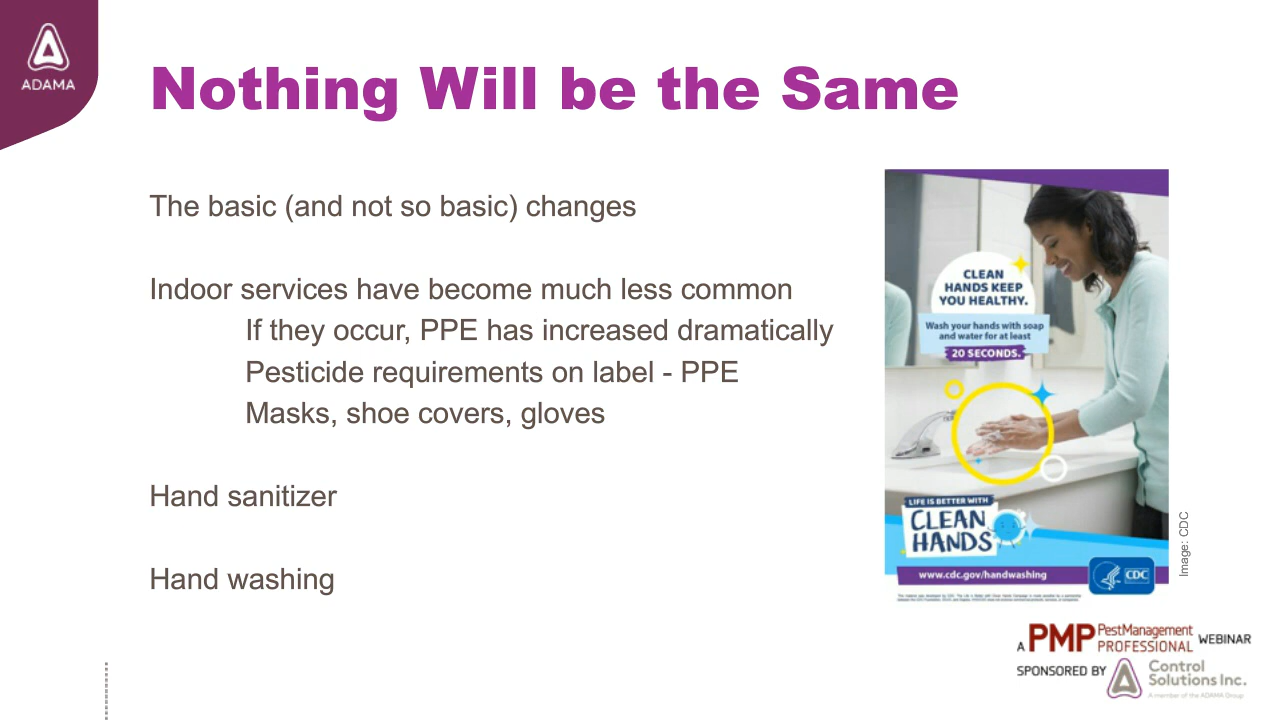 ADAMA
Nothing Will be the Same
The basic (and not so basic) changes
Indoor services have become much less common
If they occur, PPE has increased dramatically
Pesticide requirements on label - PPE
Masks, shoe covers, gloves
Hand sanitizer
Hand washing
CLEAN
HANDS KEEP
YOU HEALTHY.
Wash your hands with soap
and water for at least
20 SECONDS.
LIFE IS BETTER WITH
CLEAN
HANDS
www.cdc.gov/handwashing
CDC
Image: CDC
A PMP PestManagement
PROFESSIONAL WEBINAR
SPONSORED BY Control
Solutions Inc.
A member of the ADAMA Group